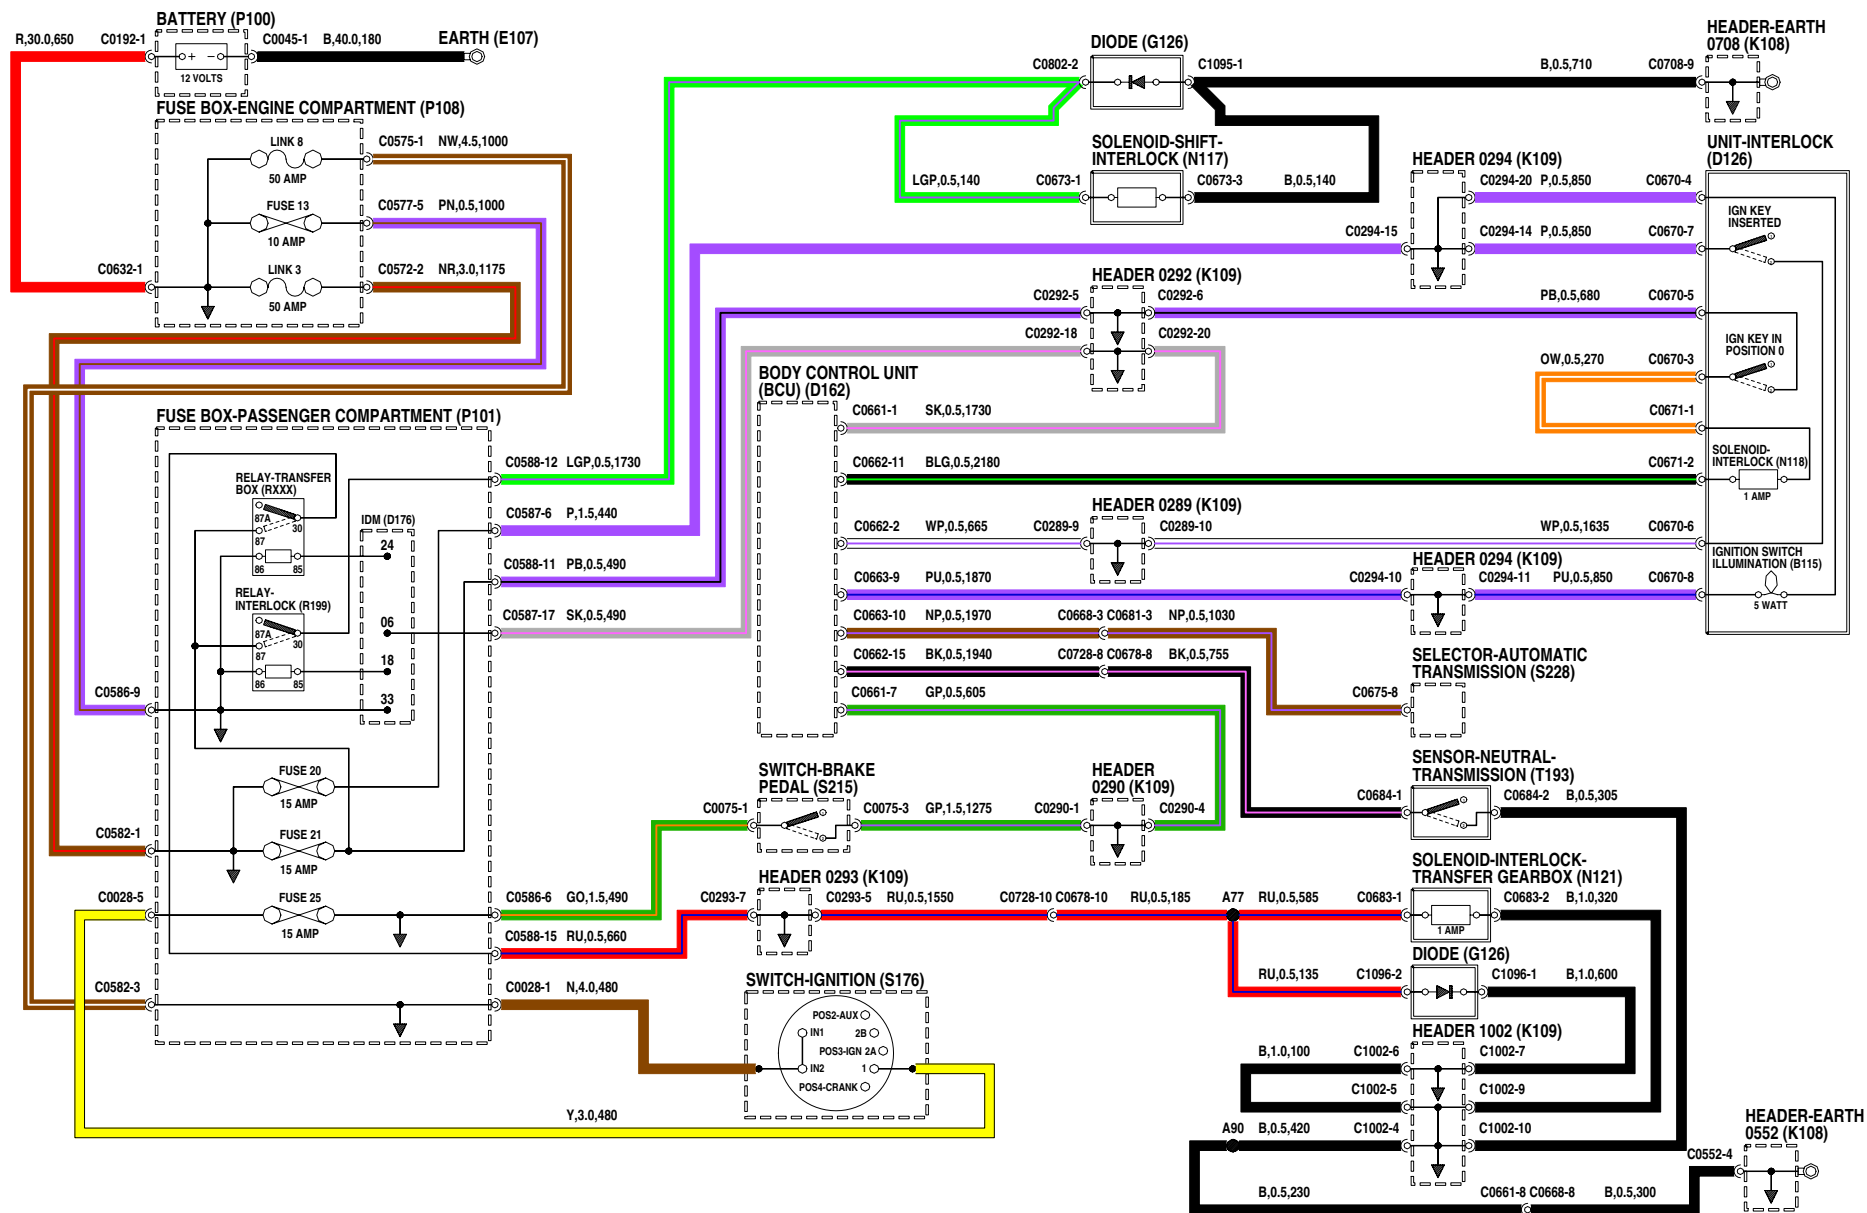 BATTERY (P100)
R,30.0,650 C0192-1 C0045-1 B,40.0,180 EARTH (E107)
+ −
12 VOLTS
FUSE BOX-ENGINE COMPARTMENT (P108)
LINK 8
50 AMP
C0575-1 NW,4.5,1000
FUSE 13
10 AMP
C0577-5 PN,0.5,1000
LINK 3
50 AMP
C0632-1
C0572-2 NR,3.0,1175
FUSE BOX-PASSENGER COMPARTMENT (P101)
RELAY-TRANSFER
BOX (RXXX)
87A
30
87
86 85
IDM (D176)
24
06
18
33
RELAY-
INTERLOCK (R199)
87A
30
87
86 85
C0586-9
FUSE 20
15 AMP
FUSE 21
15 AMP
C0582-1
FUSE 25
15 AMP
C0028-5
C0582-3
C0588-12 LGP,0.5,1730
C0587-6 P,1.5,440
C0588-11 PB,0.5,490
C0587-17 SK,0.5,490
C0586-6 GO,1.5,490
C0588-15 RU,0.5,660
C0028-1 N,4.0,480
Y,3.0,480
DIODE (G126)
C0802-2 C1095-1
B,0.5,710 C0708-9
HEADER-EARTH
0708 (K108)
SOLENOID-SHIFT-
INTERLOCK (N117)
LGP,0.5,140 C0673-1 C0673-3 B,0.5,140
HEADER 0294 (K109)
C0294-20 P,0.5,850 C0670-4
C0294-15 C0294-14 P,0.5,850 C0670-7
UNIT-INTERLOCK
(D126)
IGN KEY
INSERTED
HEADER 0292 (K109)
C0292-5 C0292-6 PB,0.5,680 C0670-5
C0292-18 C0292-20
IGN KEY IN
POSITION 0
OW,0.5,270 C0670-3
C0671-1
BODY CONTROL UNIT
(BCU) (D162)
C0661-1 SK,0.5,1730
C0662-11 BLG,0.5,2180 C0671-2
SOLENOID-
INTERLOCK (N118)
1 AMP
HEADER 0289 (K109)
C0662-2 WP,0.5,665 C0289-9 C0289-10 WP,0.5,1635 C0670-6
IGNITION SWITCH
ILLUMINATION (B115)
5 WATT
HEADER 0294 (K109)
C0663-9 PU,0.5,1870 C0294-10 C0294-11 PU,0.5,850 C0670-8
C0663-10 NP,0.5,1970 C0668-3 C0681-3 NP,0.5,1030
C0662-15 BK,0.5,1940 C0728-8 C0678-8 BK,0.5,755
C0661-7 GP,0.5,605
SELECTOR-AUTOMATIC
TRANSMISSION (S228)
C0675-8
SWITCH-BRAKE
PEDAL (S215)
C0075-1 C0075-3 GP,1.5,1275 C0290-1 C0290-4
HEADER
0290 (K109)
SENSOR-NEUTRAL-
TRANSMISSION (T193)
C0684-1 C0684-2 B,0.5,305
HEADER 0293 (K109)
C0293-7 C0293-5 RU,0.5,1550 C0728-10 C0678-10 RU,0.5,185 A77 RU,0.5,585 C0683-1
SOLENOID-INTERLOCK-
TRANSFER GEARBOX (N121)
C0683-2 B,1.0,320
1 AMP
DIODE (G126)
RU,0.5,135 C1096-2 C1096-1 B,1.0,600
SWITCH-IGNITION (S176)
POS2-AUX
IN1 2B
POS3-IGN 2A
IN2 1
POS4-CRANK
HEADER 1002 (K109)
B,1.0,100 C1002-6 C1002-7
C1002-5 C1002-9
A90 B,0.5,420 C1002-4 C1002-10
HEADER-EARTH
0552 (K108)
C0552-4
B,0.5,230 C0661-8 C0668-8 B,0.5,300